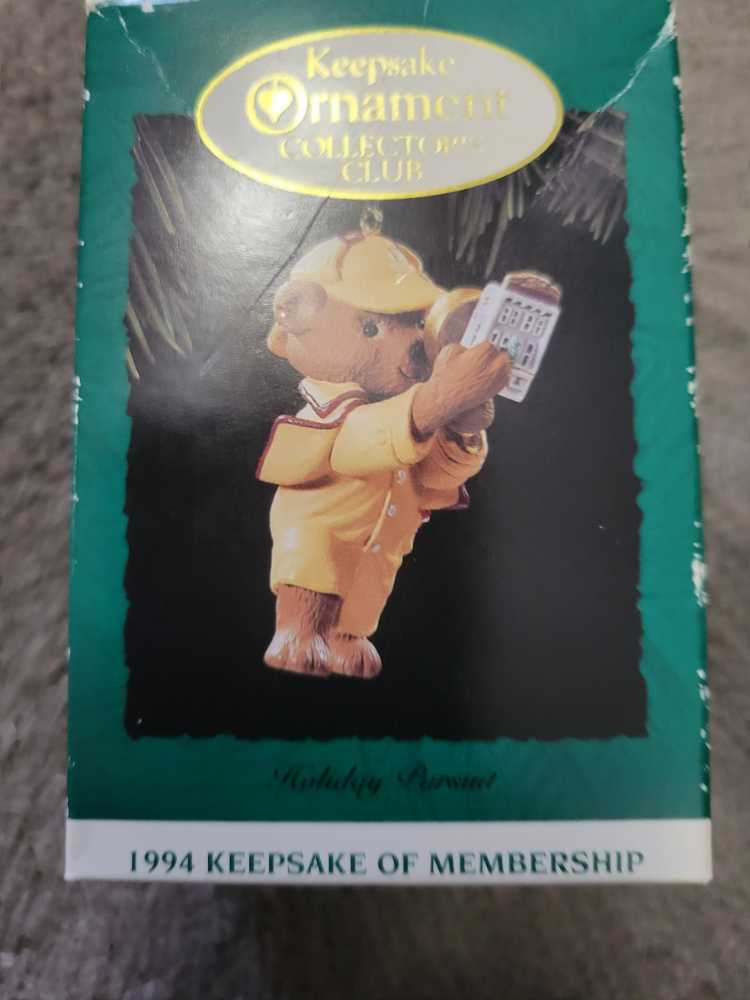 Keepsake
Ornament
COLLECTOR'S
CLUB
Holiday Pursuit
1994 KEEPSAKE OF MEMBERSHIP